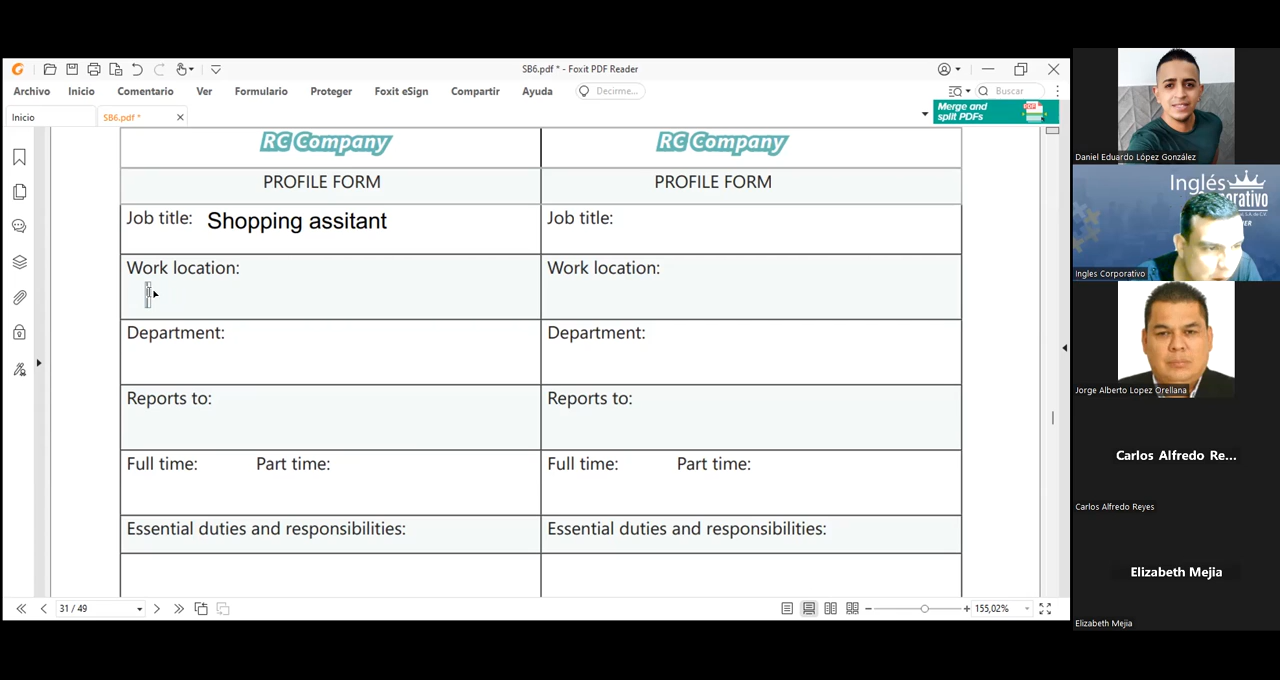 SB6.pdf * - Foxit PDF Reader
Archivo Inicio Comentario Ver Formulario Proteger Foxit eSign Compartir Ayuda Decirme... Buscar
Inicio SB6.pdf *
Merge and split PDFs
RC Company RC Company
PROFILE FORM PROFILE FORM
Job title: Shopping assitant Job title:
Work location: Work location:
Department: Department:
Reports to: Reports to:
Full time: Part time: Full time: Part time:
Essential duties and responsibilities: Essential duties and responsibilities:
31 / 49 155,02%
Daniel Eduardo López González
Inglés
S.A. de C.V.
Ingles Corporativo
Jorge Alberto Lopez Orellana
Carlos Alfredo Re...
Carlos Alfredo Reyes
Elizabeth Mejia
Elizabeth Mejia